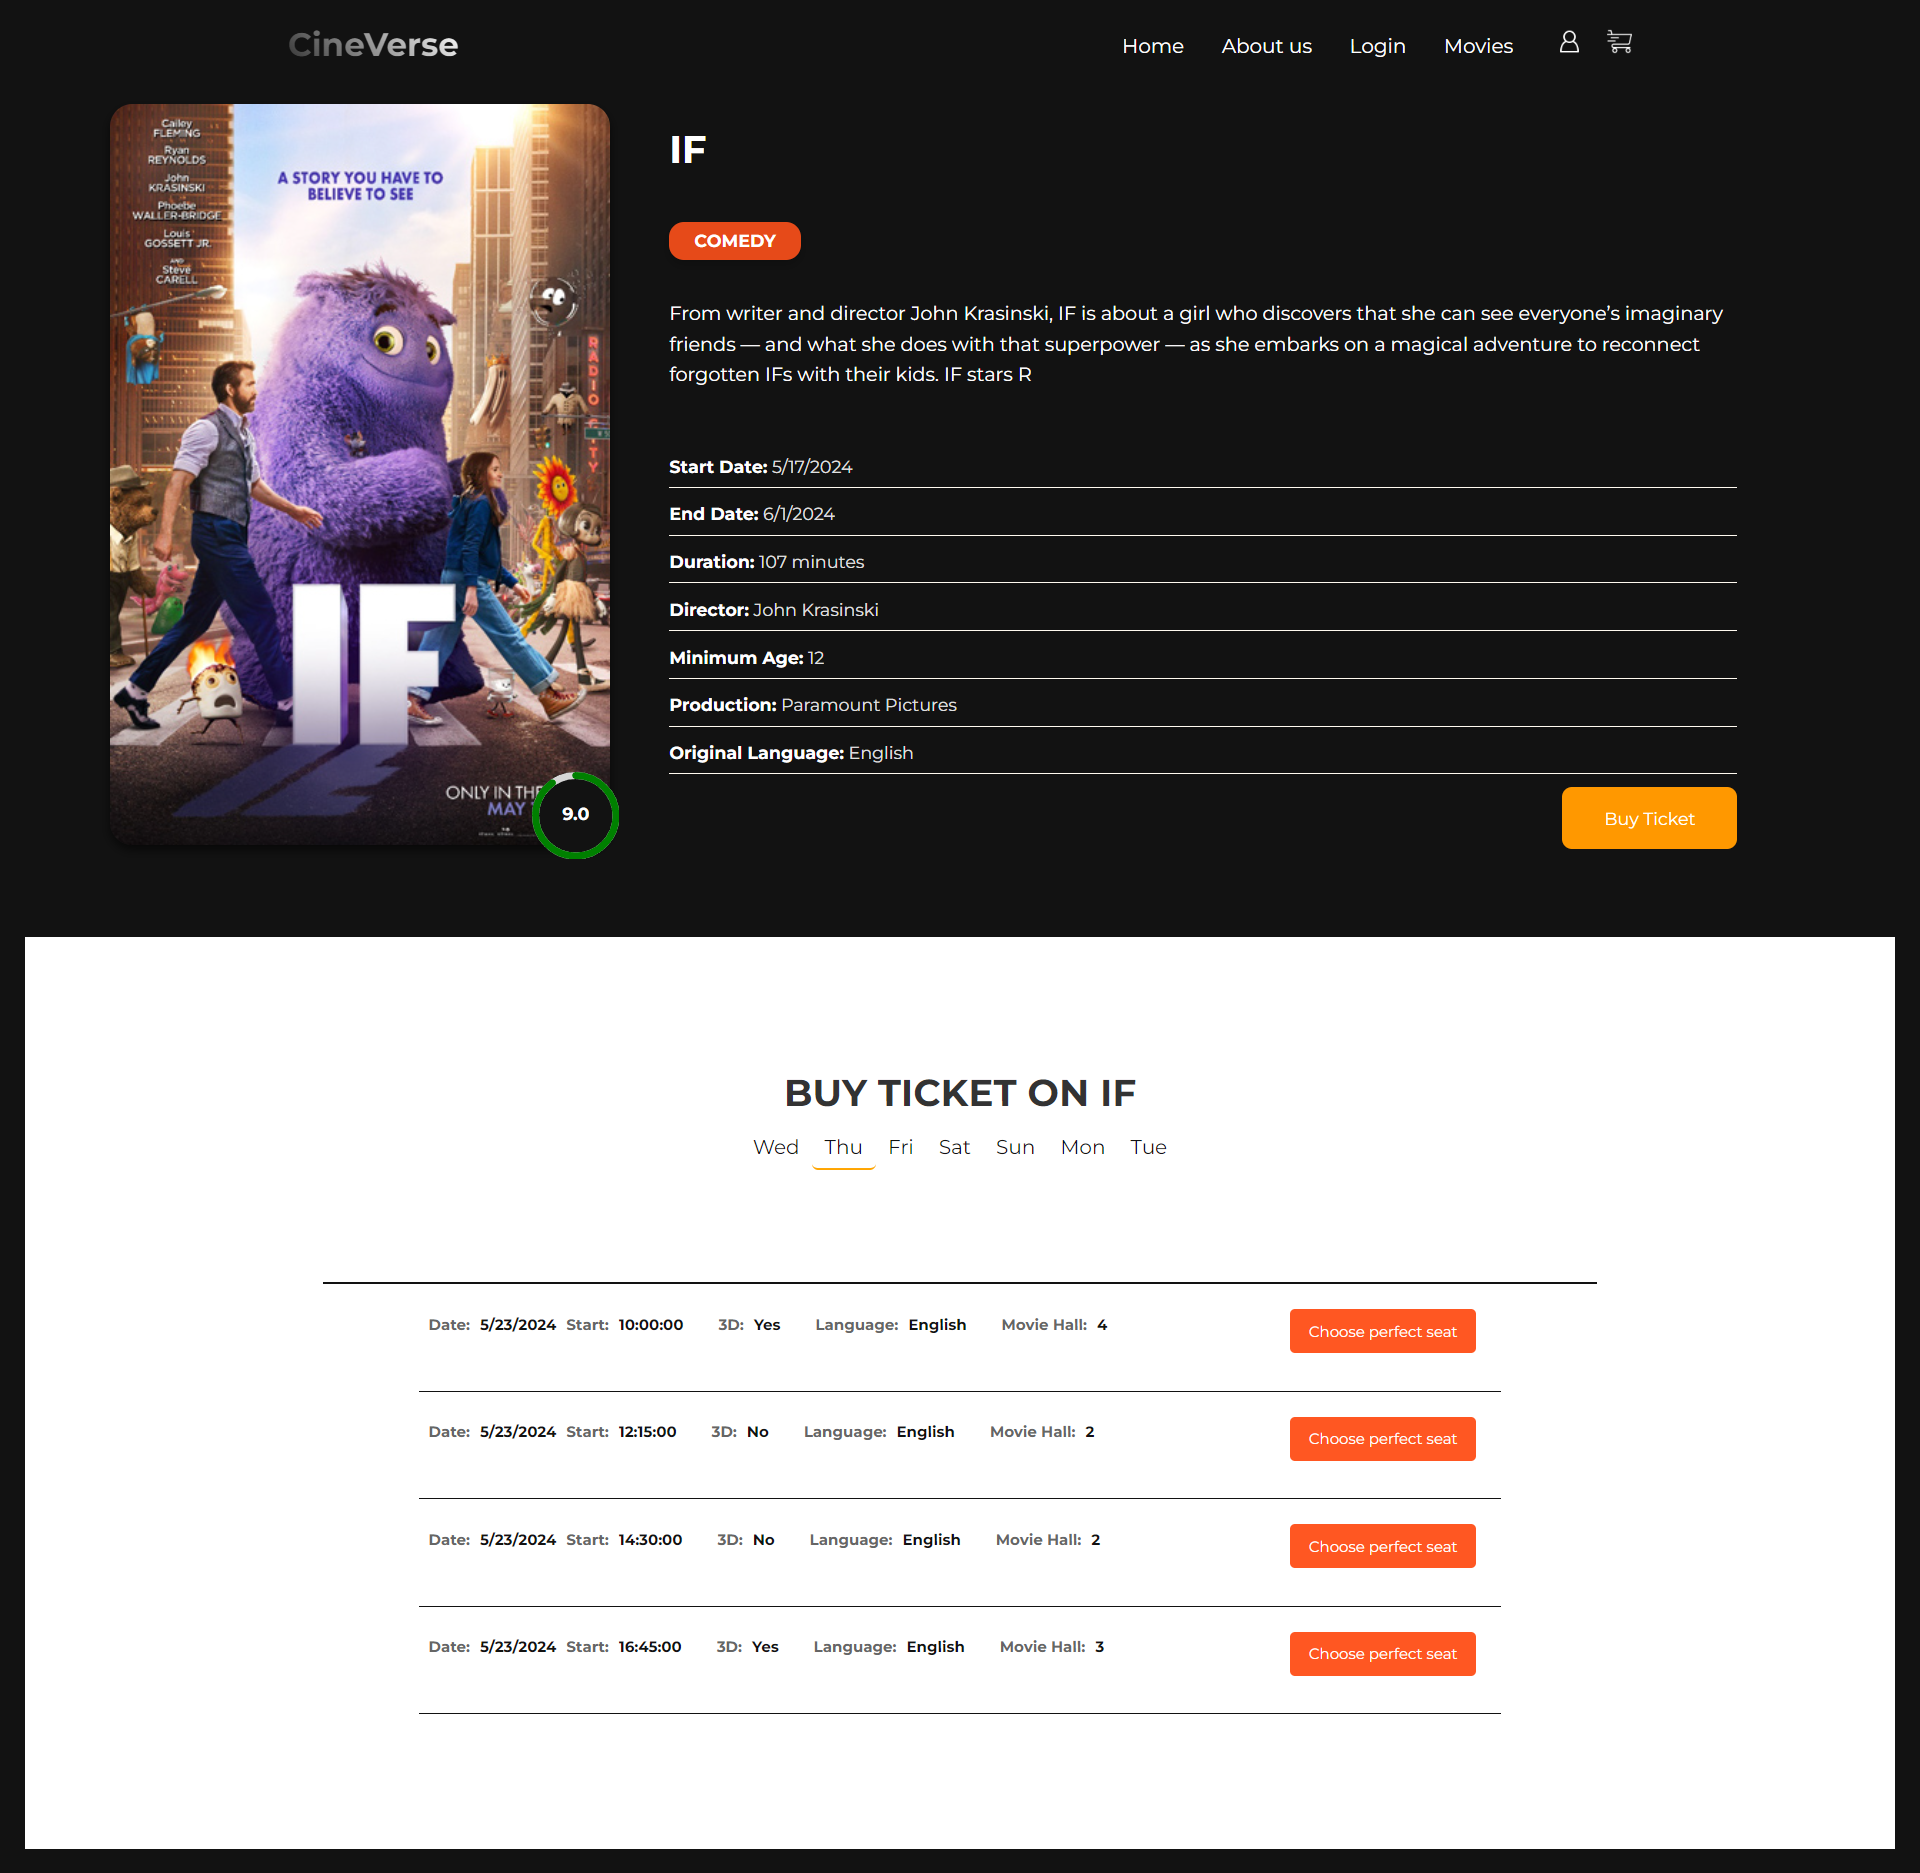 CineVerse
Home About us Login Movies
Cailey
FLEMING
Ryan
REYNOLDS
John
KRASINSKI
Phoebe
WALLER-BRIDGE
Louis
GOSSETT JR.
AND
Steve
CARELL
A STORY YOU HAVE TO
BELIEVE TO SEE
RADIO CITY
IF
ONLY IN THE
MAY
9.0
IF
COMEDY
From writer and director John Krasinski, IF is about a girl who discovers that she can see everyone’s imaginary
friends — and what she does with that superpower — as she embarks on a magical adventure to reconnect
forgotten IFs with their kids. IF stars R
Start Date: 5/17/2024
End Date: 6/1/2024
Duration: 107 minutes
Director: John Krasinski
Minimum Age: 12
Production: Paramount Pictures
Original Language: English
Buy Ticket
BUY TICKET ON IF
Wed Thu Fri Sat Sun Mon Tue
Date: 5/23/2024 Start: 10:00:00 3D: Yes Language: English Movie Hall: 4 Choose perfect seat
Date: 5/23/2024 Start: 12:15:00 3D: No Language: English Movie Hall: 2 Choose perfect seat
Date: 5/23/2024 Start: 14:30:00 3D: No Language: English Movie Hall: 2 Choose perfect seat
Date: 5/23/2024 Start: 16:45:00 3D: Yes Language: English Movie Hall: 3 Choose perfect seat